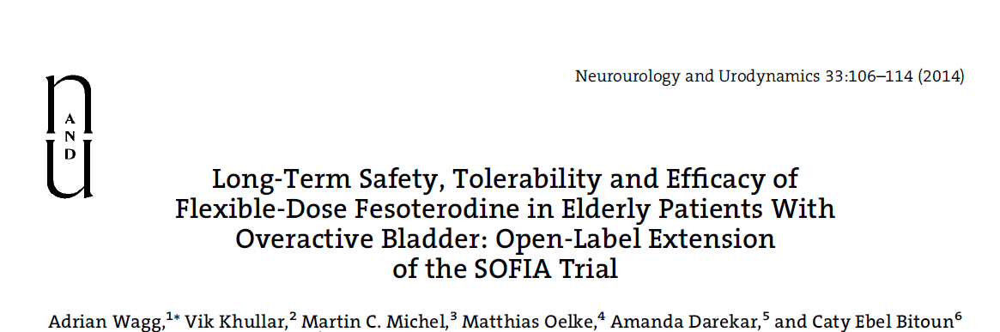 Neurourology and Urodynamics 33:106–114 (2014)
n
AND
u
Long-Term Safety, Tolerability and Efficacy of
Flexible-Dose Fesoterodine in Elderly Patients With
Overactive Bladder: Open-Label Extension
of the SOFIA Trial
Adrian Wagg,1* Vik Khullar,2 Martin C. Michel,3 Matthias Oelke,4 Amanda Darekar,5 and Caty Ebel Bitoun6